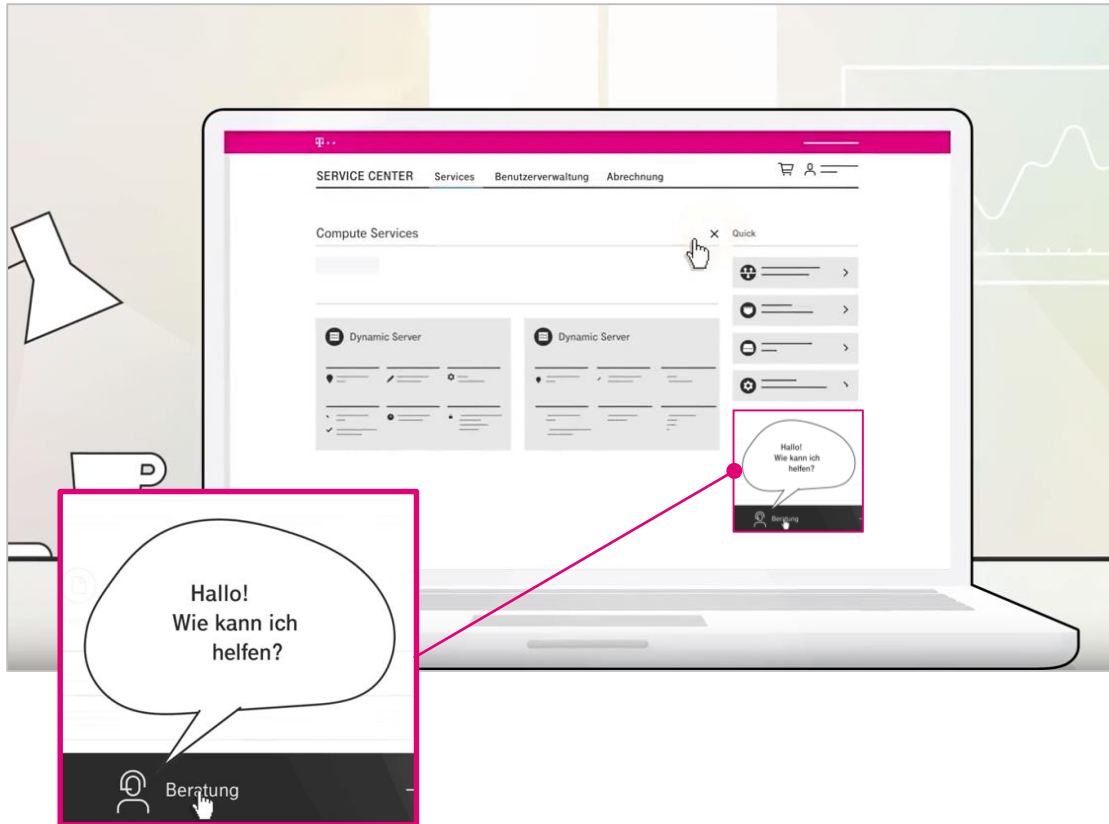 T
SERVICE CENTER Services Benutzerverwaltung Abrechnung
Compute Services
Quick
Dynamic Server
Dynamic Server
Hallo!
Wie kann ich
helfen?
Beratung
Hallo!
Wie kann ich
helfen?
Beratung